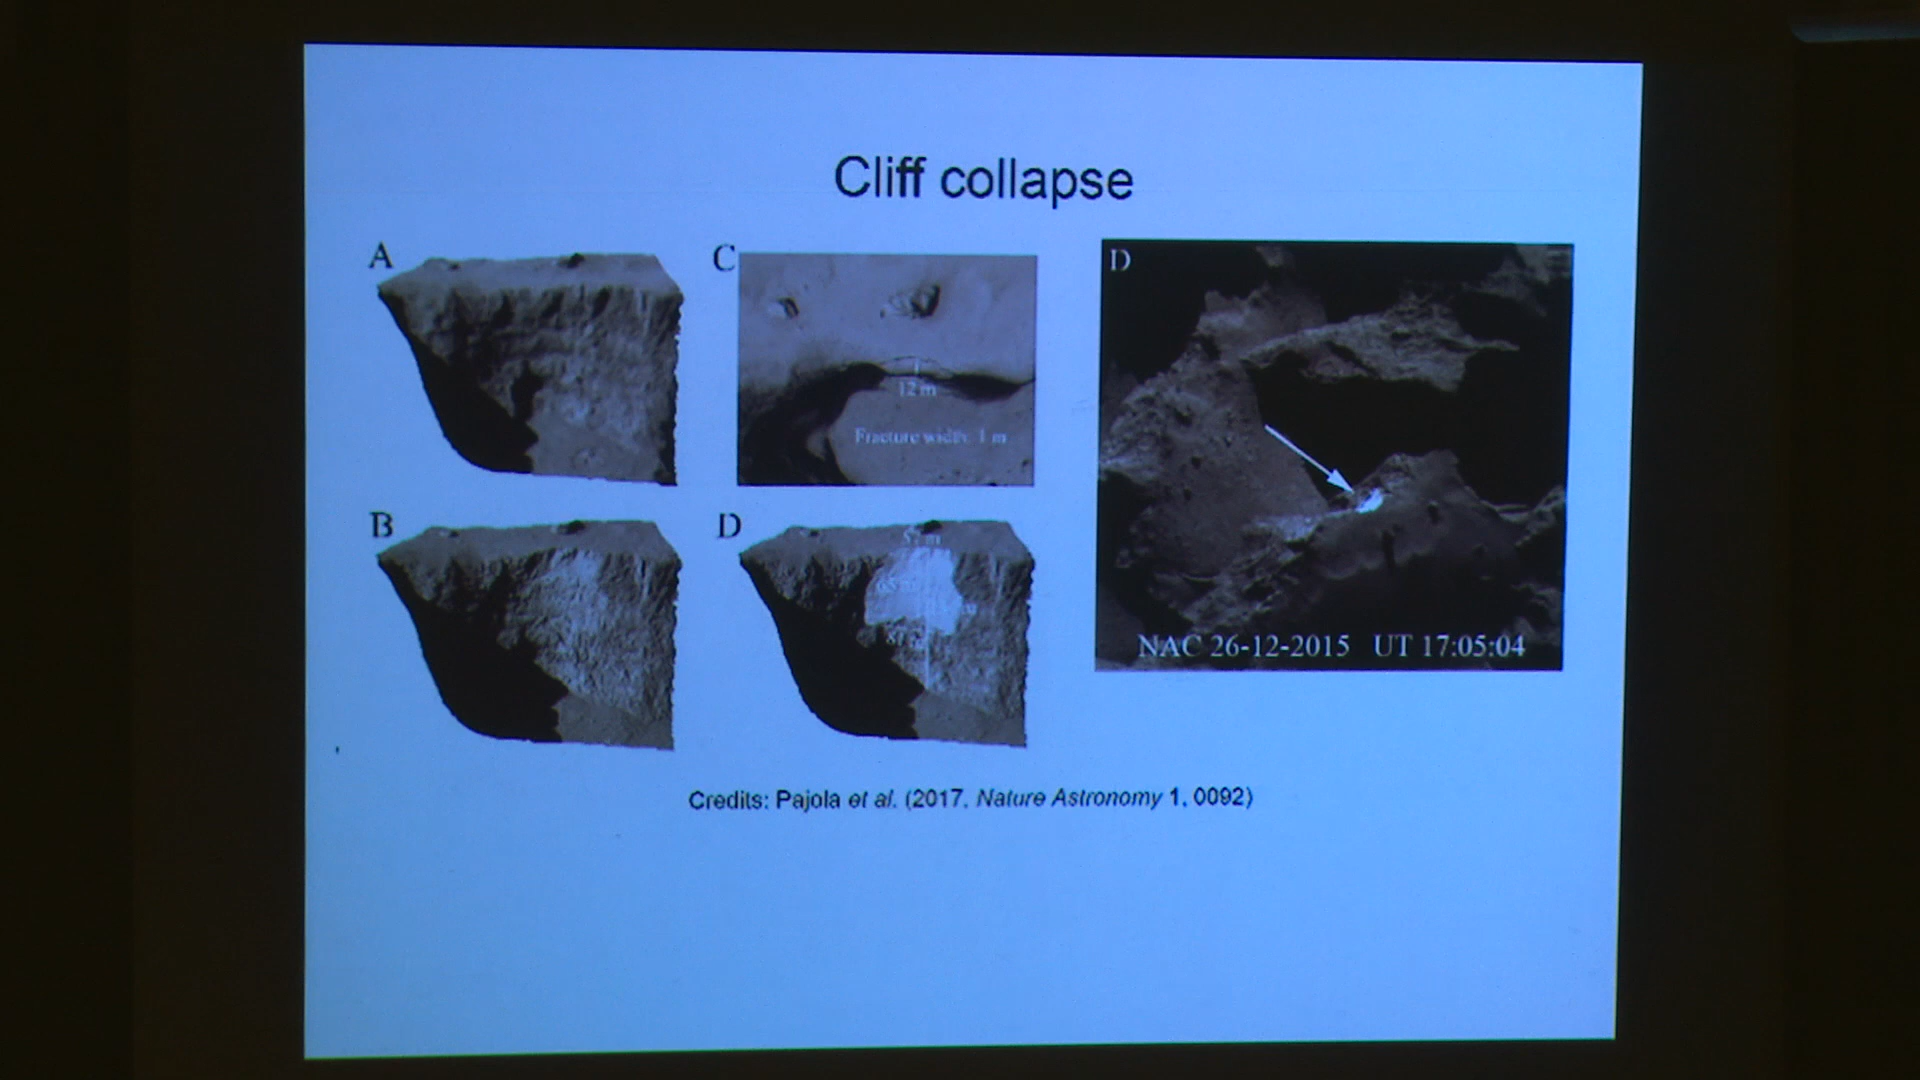 Cliff collapse
A
C
12 m
Fracture width: 1 m
D
NAC 26-12-2015 UT 17:05:04
B
D
Credits: Pajola et al. (2017, Nature Astronomy 1, 0092)